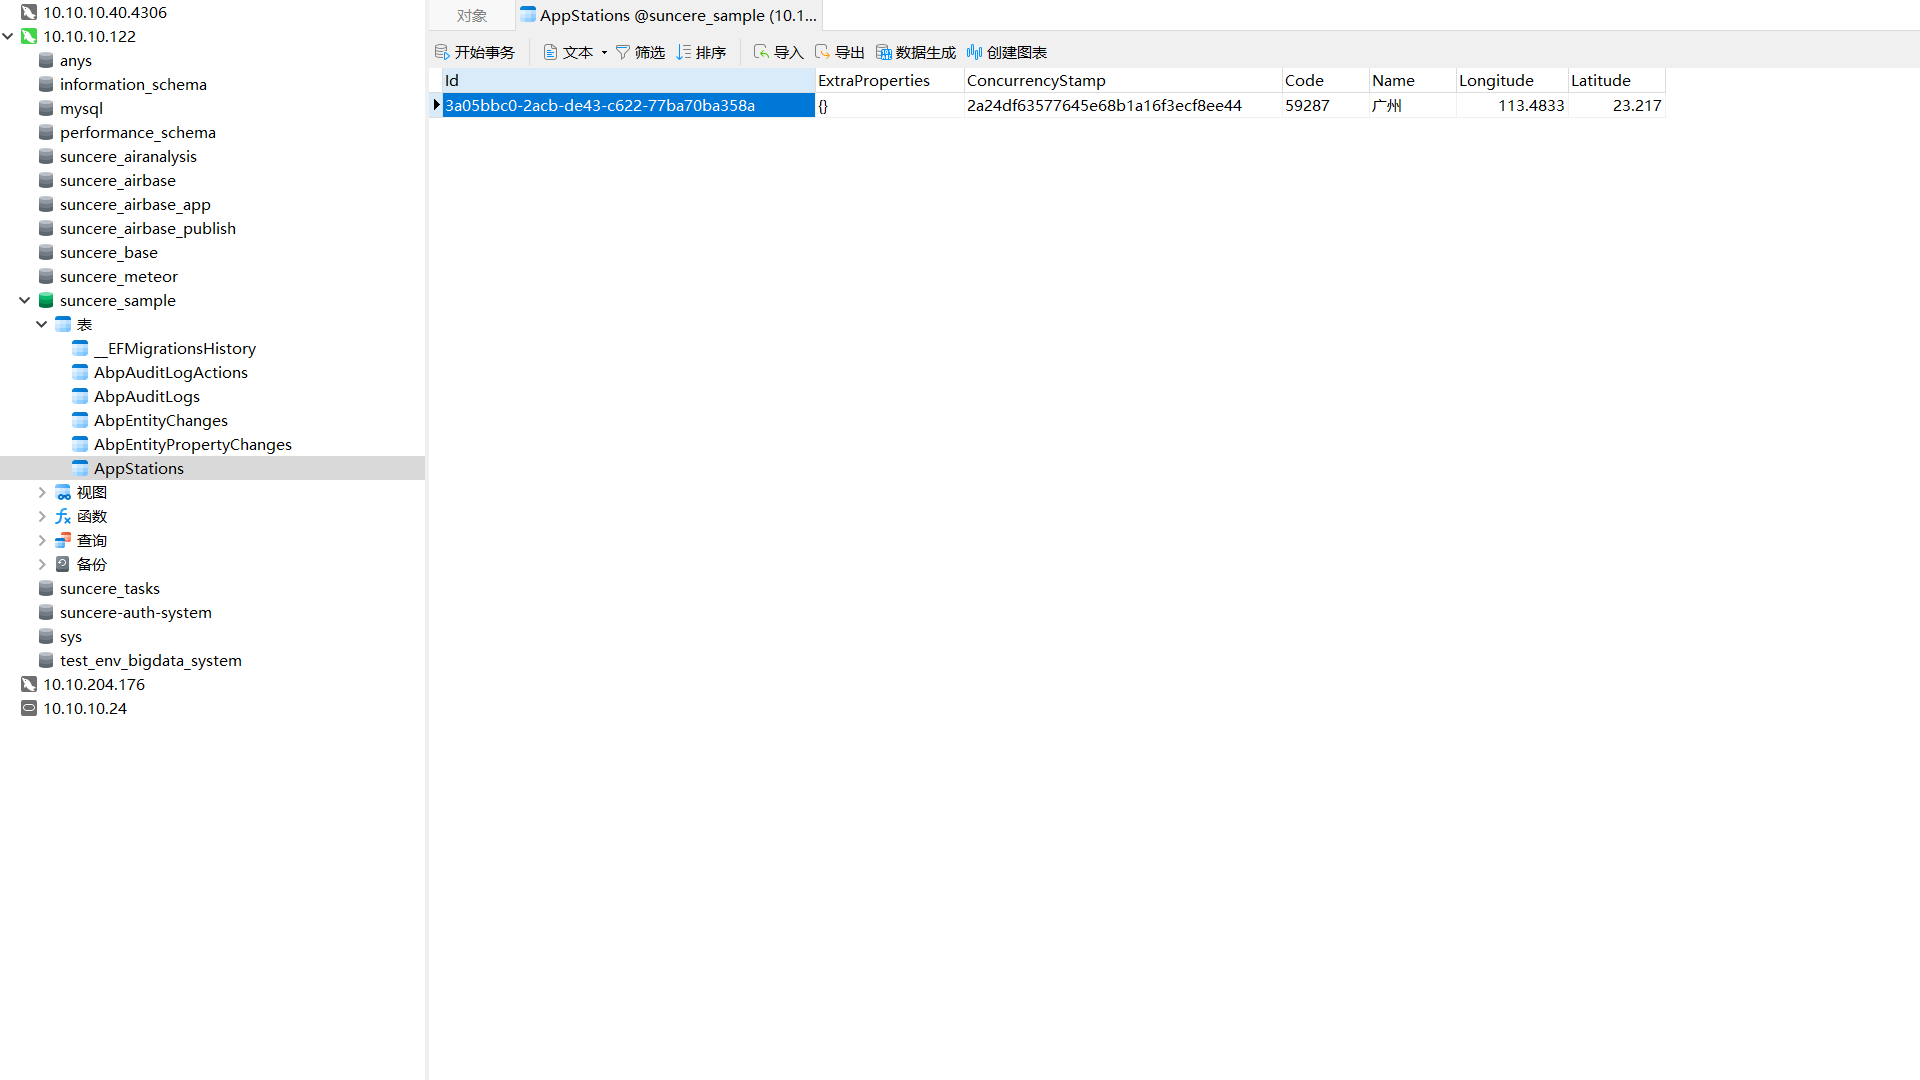 10.10.10.40.4306
10.10.10.122
anys
information_schema
mysql
performance_schema
suncere_airanalysis
suncere_airbase
suncere_airbase_app
suncere_airbase_publish
suncere_base
suncere_meteor
suncere_sample
表
__EFMigrationsHistory
AbpAuditLogActions
AbpAuditLogs
AbpEntityChanges
AbpEntityPropertyChanges
AppStations
视图
函数
查询
备份
suncere_tasks
suncere-auth-system
sys
test_env_bigdata_system
10.10.204.176
10.10.10.24
对象 AppStations @suncere_sample (10.1...
开始事务 文本 筛选 排序 导入 导出 数据生成 创建图表
Id ExtraProperties ConcurrencyStamp Code Name Longitude Latitude
3a05bbc0-2acb-de43-c622-77ba70ba358a {} 2a24df63577645e68b1a16f3ecf8ee44 59287 广州 113.4833 23.217